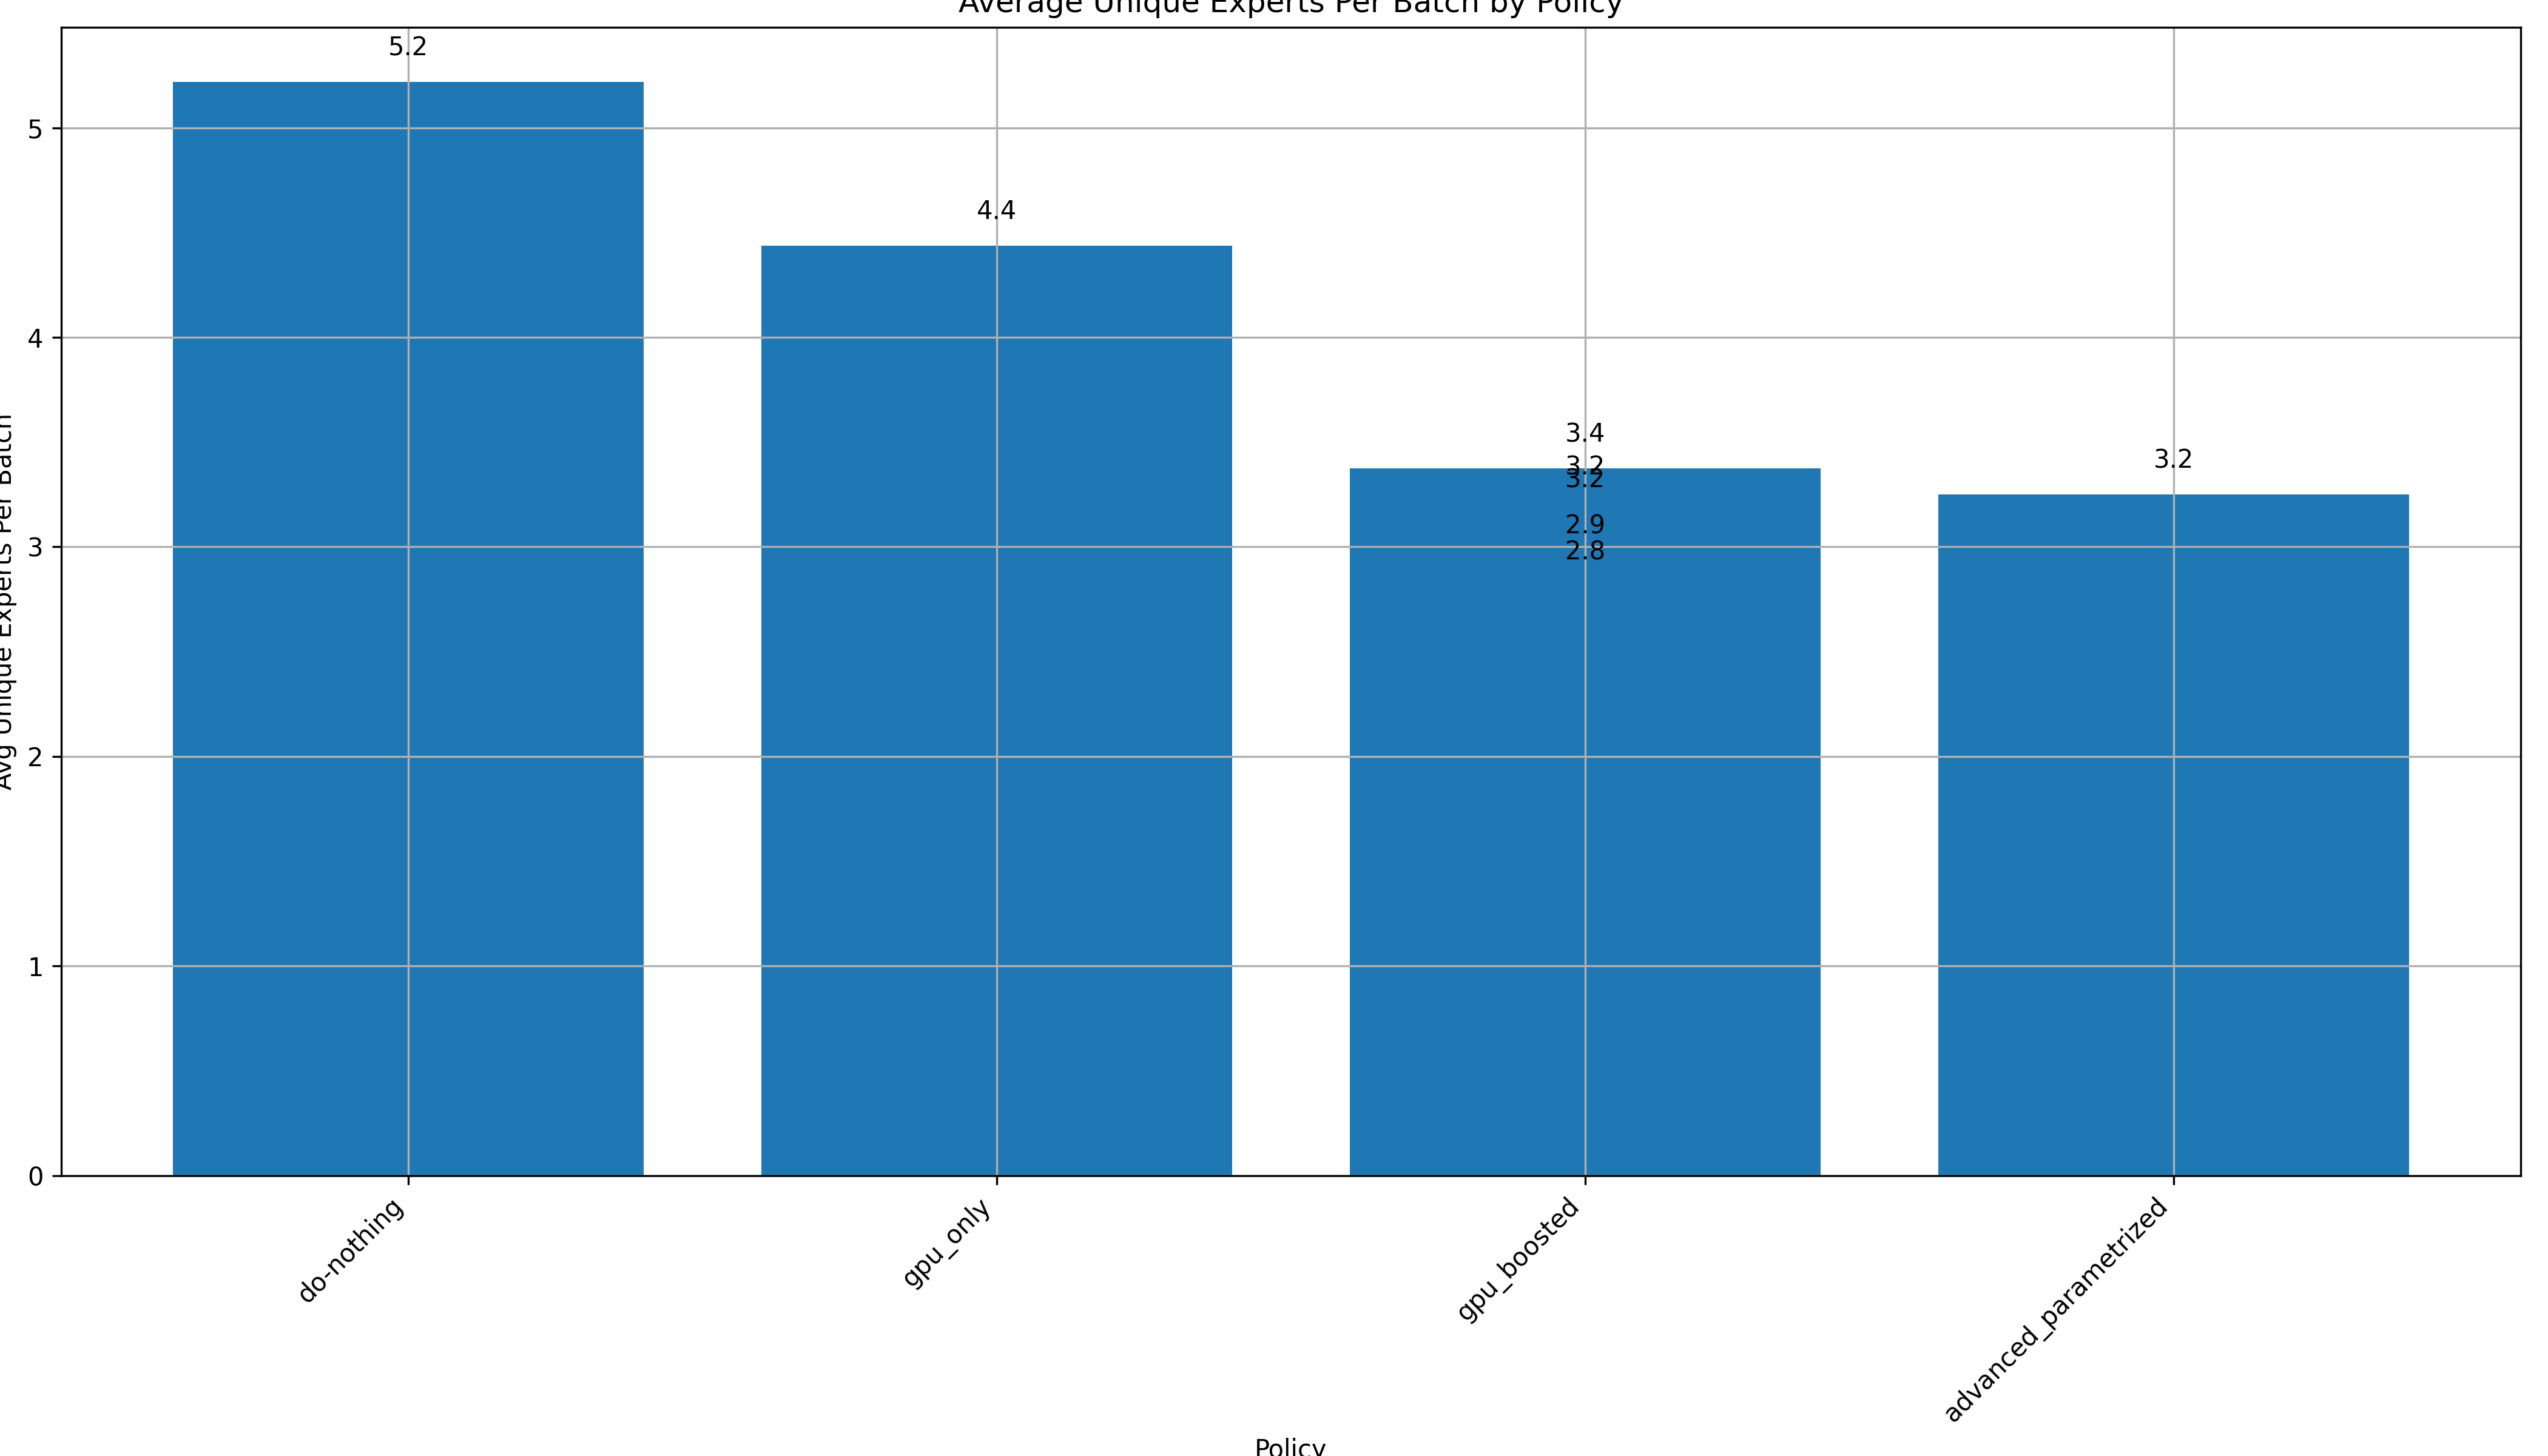 Average Unique Experts Per Batch by Policy
Avg Unique Experts Per Batch
5
4
3
2
1
0
5.2
4.4
3.4
3.2
3.2
2.9
2.8
3.2
do-nothing
gpu_only
gpu_boosted
advanced_parametrized
Policy